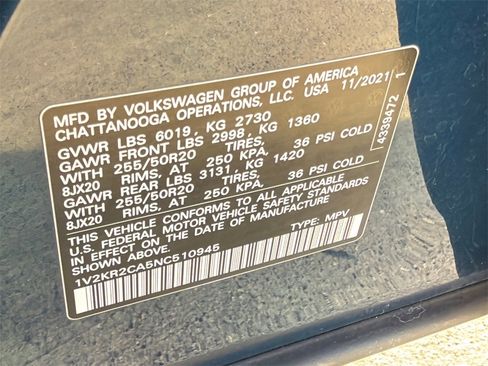 MFD BY VOLKSWAGEN GROUP OF AMERICA
CHATTANOOGA OPERATIONS, LLC. USA 11/2021
GVWR LBS 6019, KG 2730
GAWR FRONT LBS 2998, KG 1360
WITH 255/50R20 TIRES, 36 PSI COLD
8JX20 RIMS, AT 250 KPA,
GAWR REAR LBS 3131, KG 1420
WITH 255/50R20 TIRES, 36 PSI COLD
8JX20 RIMS, AT 250 KPA.
THIS VEHICLE CONFORMS TO ALL APPLICABLE
U.S. FEDERAL MOTOR VEHICLE SAFETY STANDARDS
IN EFFECT ON THE DATE OF MANUFACTURE
SHOWN ABOVE. TYPE: MPV
1V2KR2CA5NC510945
4339472 1